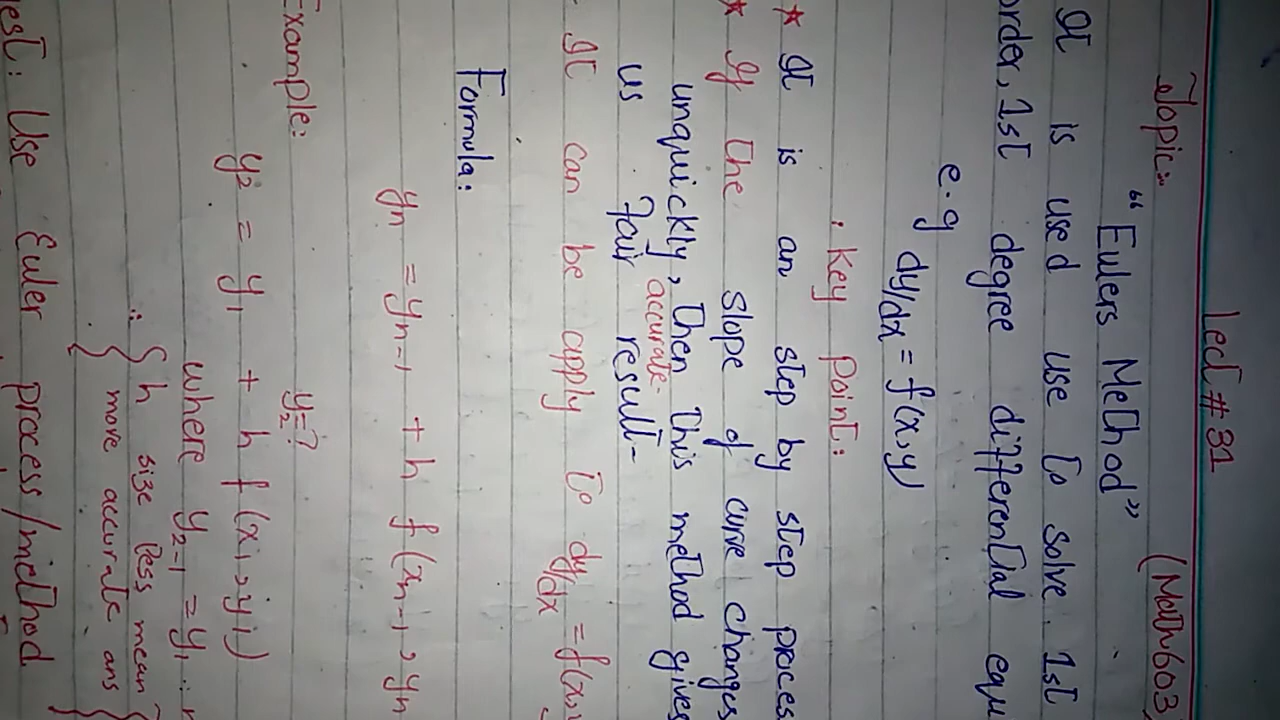 Lect # 31
Topic:- (Math603)
"Eulers Method"
It is used use to solve 1st
order, 1st degree differential equ
e.g dy/dx = f(x,y)
Key point:
* It is an step by step proces
* If the slope of curve changes
unquickly, then this method gives
us fair accurate result-
It can be apply to dy/dx = f(x,
Formula:
yn = yn-1 + h f (xn-1, yn
Example: y2=?
y2 = y1 + h f (x1, y1)
where y2-1 = y1
∴ { h size less mean
{ more accurate ans }
est: Use Euler process/method